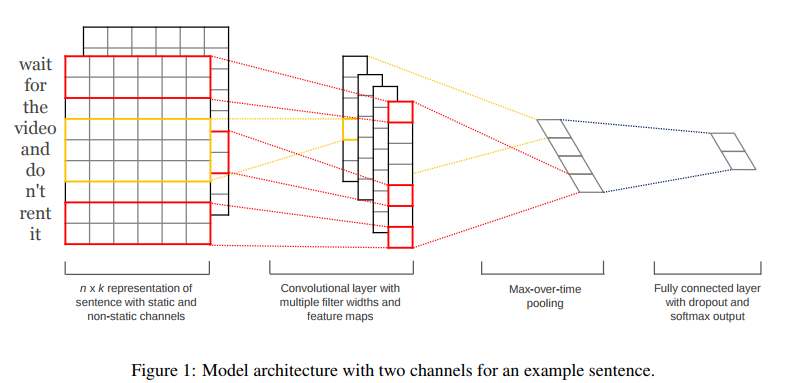 wait
for
the
video
and
do
n't
rent
it
n x k representation of
sentence with static and
non-static channels
Convolutional layer with
multiple filter widths and
feature maps
Max-over-time
pooling
Fully connected layer
with dropout and
softmax output
Figure 1: Model architecture with two channels for an example sentence.